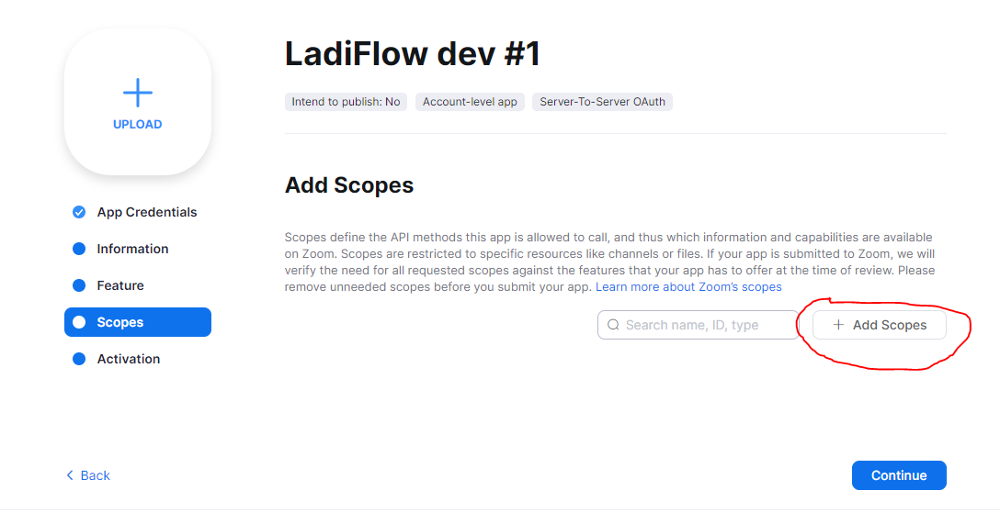 LadiFlow dev #1
Intend to publish: No Account-level app Server-To-Server OAuth
UPLOAD
App Credentials
Information
Feature
Scopes
Activation
Add Scopes
Scopes define the API methods this app is allowed to call, and thus which information and capabilities are available
on Zoom. Scopes are restricted to specific resources like channels or files. If your app is submitted to Zoom, we will
verify the need for all requested scopes against the features that your app has to offer at the time of review. Please
remove unneeded scopes before you submit your app. Learn more about Zoom's scopes
Search name, ID, type
+ Add Scopes
Back
Continue